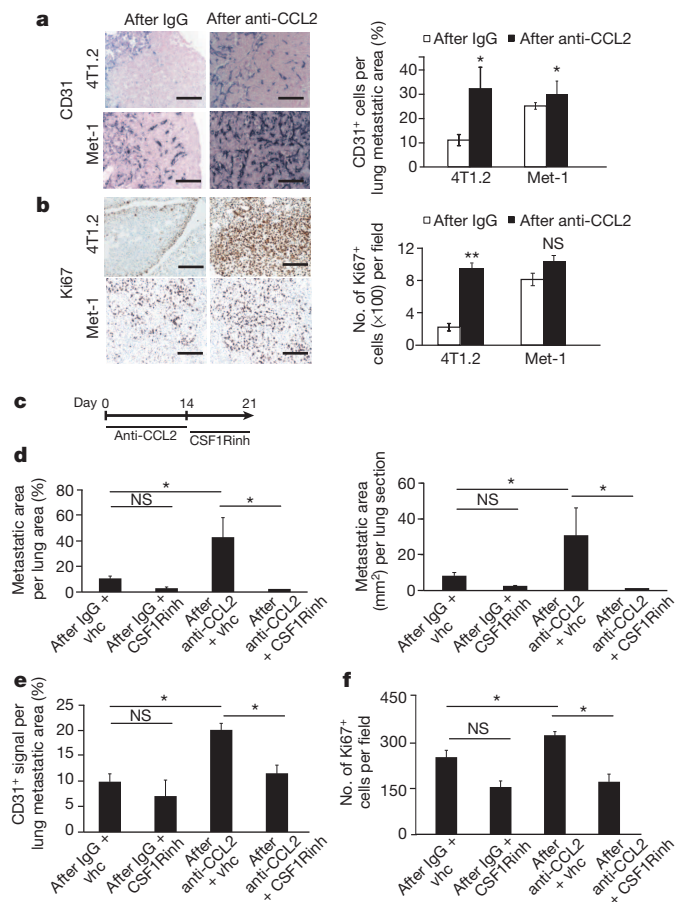 a
After IgG After anti-CCL2
CD31
4T1.2
Met-1
After IgG After anti-CCL2
CD31+ cells per
lung metastatic area (%)
40
30
20
10
0
* *
4T1.2 Met-1
b
Ki67
4T1.2
Met-1
After IgG After anti-CCL2
No. of Ki67+
cells (×100) per field
12
8
4
0
** NS
4T1.2 Met-1
c
Day 0 14 21
Anti-CCL2 CSF1Rinh
d
Metastatic area
per lung area (%)
80
60
40
20
0
*
NS *
After IgG +
vhc
After IgG +
CSF1Rinh
After
anti-CCL2
+ vhc
After
anti-CCL2
+ CSF1Rinh
Metastatic area
(mm2) per lung section
60
40
20
0
*
NS *
After IgG +
vhc
After IgG +
CSF1Rinh
After
anti-CCL2
+ vhc
After
anti-CCL2
+ CSF1Rinh
e
CD31+ signal per
lung metastatic area (%)
25
20
15
10
5
0
*
NS *
After IgG +
vhc
After IgG +
CSF1Rinh
After
anti-CCL2
+ vhc
After
anti-CCL2
+ CSF1Rinh
f
No. of Ki67+
cells per field
450
300
150
0
*
NS *
After IgG +
vhc
After IgG +
CSF1Rinh
After
anti-CCL2
+ vhc
After
anti-CCL2
+ CSF1Rinh